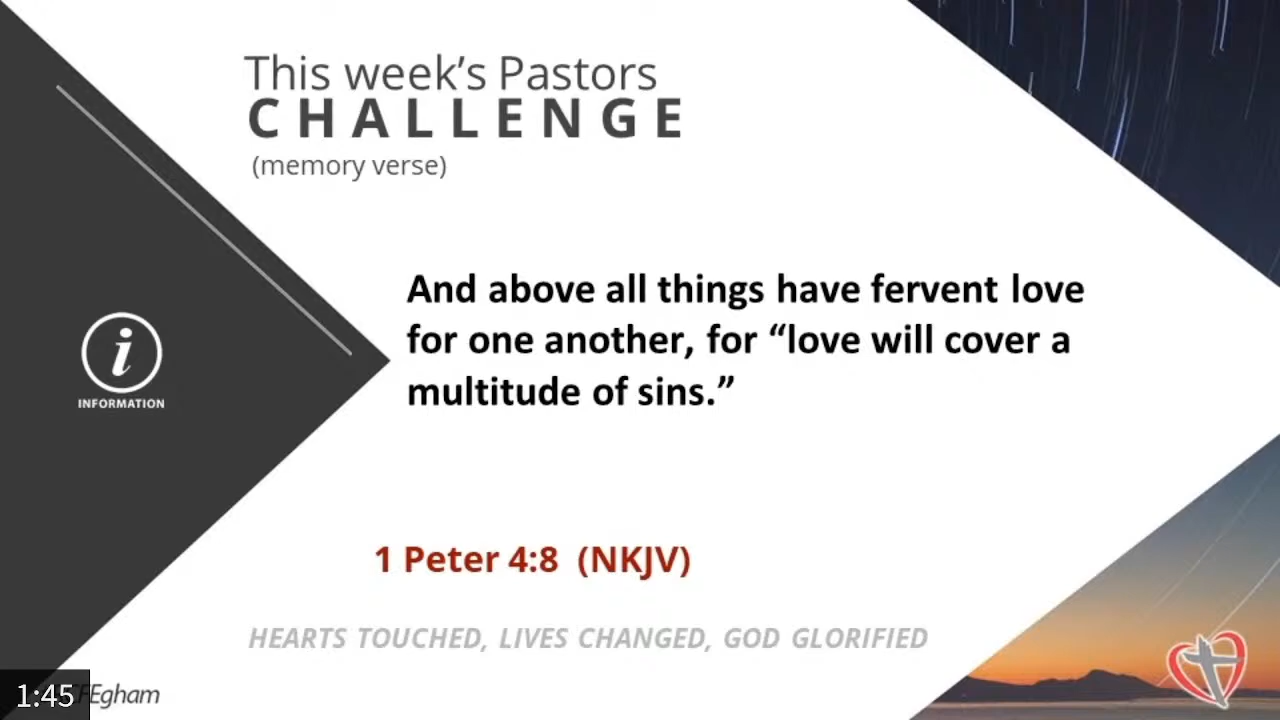 This week’s Pastors
CHALLENGE
(memory verse)
And above all things have fervent love
for one another, for “love will cover a
multitude of sins.”
i
INFORMATION
1 Peter 4:8 (NKJV)
HEARTS TOUCHED, LIVES CHANGED, GOD GLORIFIED
1:45